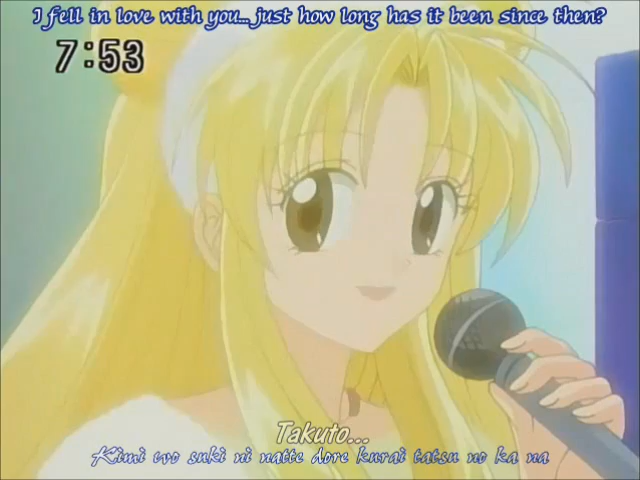 I fell in love with you... just how long has it been since then?
7:53
Takuto...
Kimi wo suki ni natte dore kurai tatsu no ka na